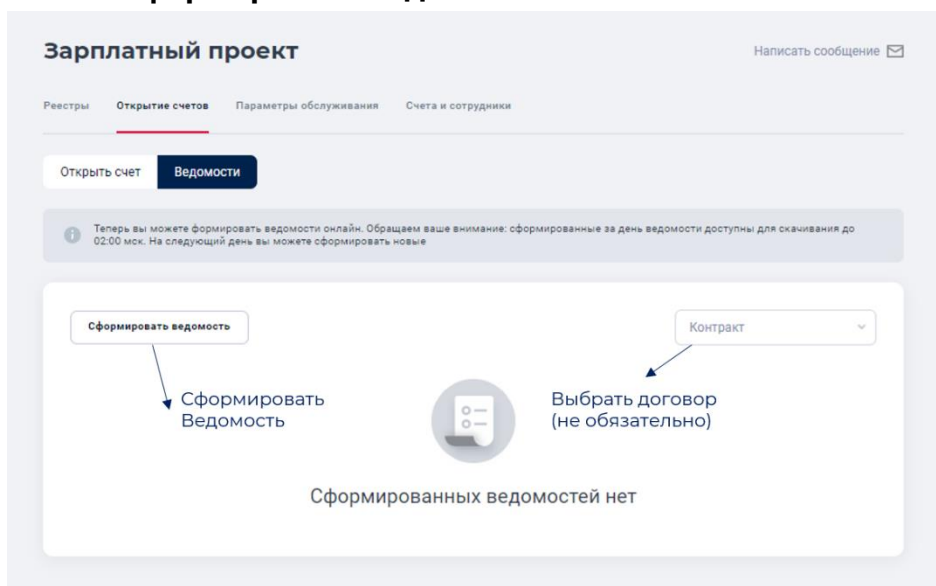 Зарплатный проект
Написать сообщение
Реестры Открытие счетов Параметры обслуживания Счета и сотрудники
Открыть счет Ведомости
Теперь вы можете формировать ведомости онлайн. Обращаем ваше внимание: сформированные за день ведомости доступны для скачивания до
02:00 мск. На следующий день вы можете сформировать новые
Сформировать ведомость
Контракт
Сформировать
Ведомость
Выбрать договор
(не обязательно)
Сформированных ведомостей нет